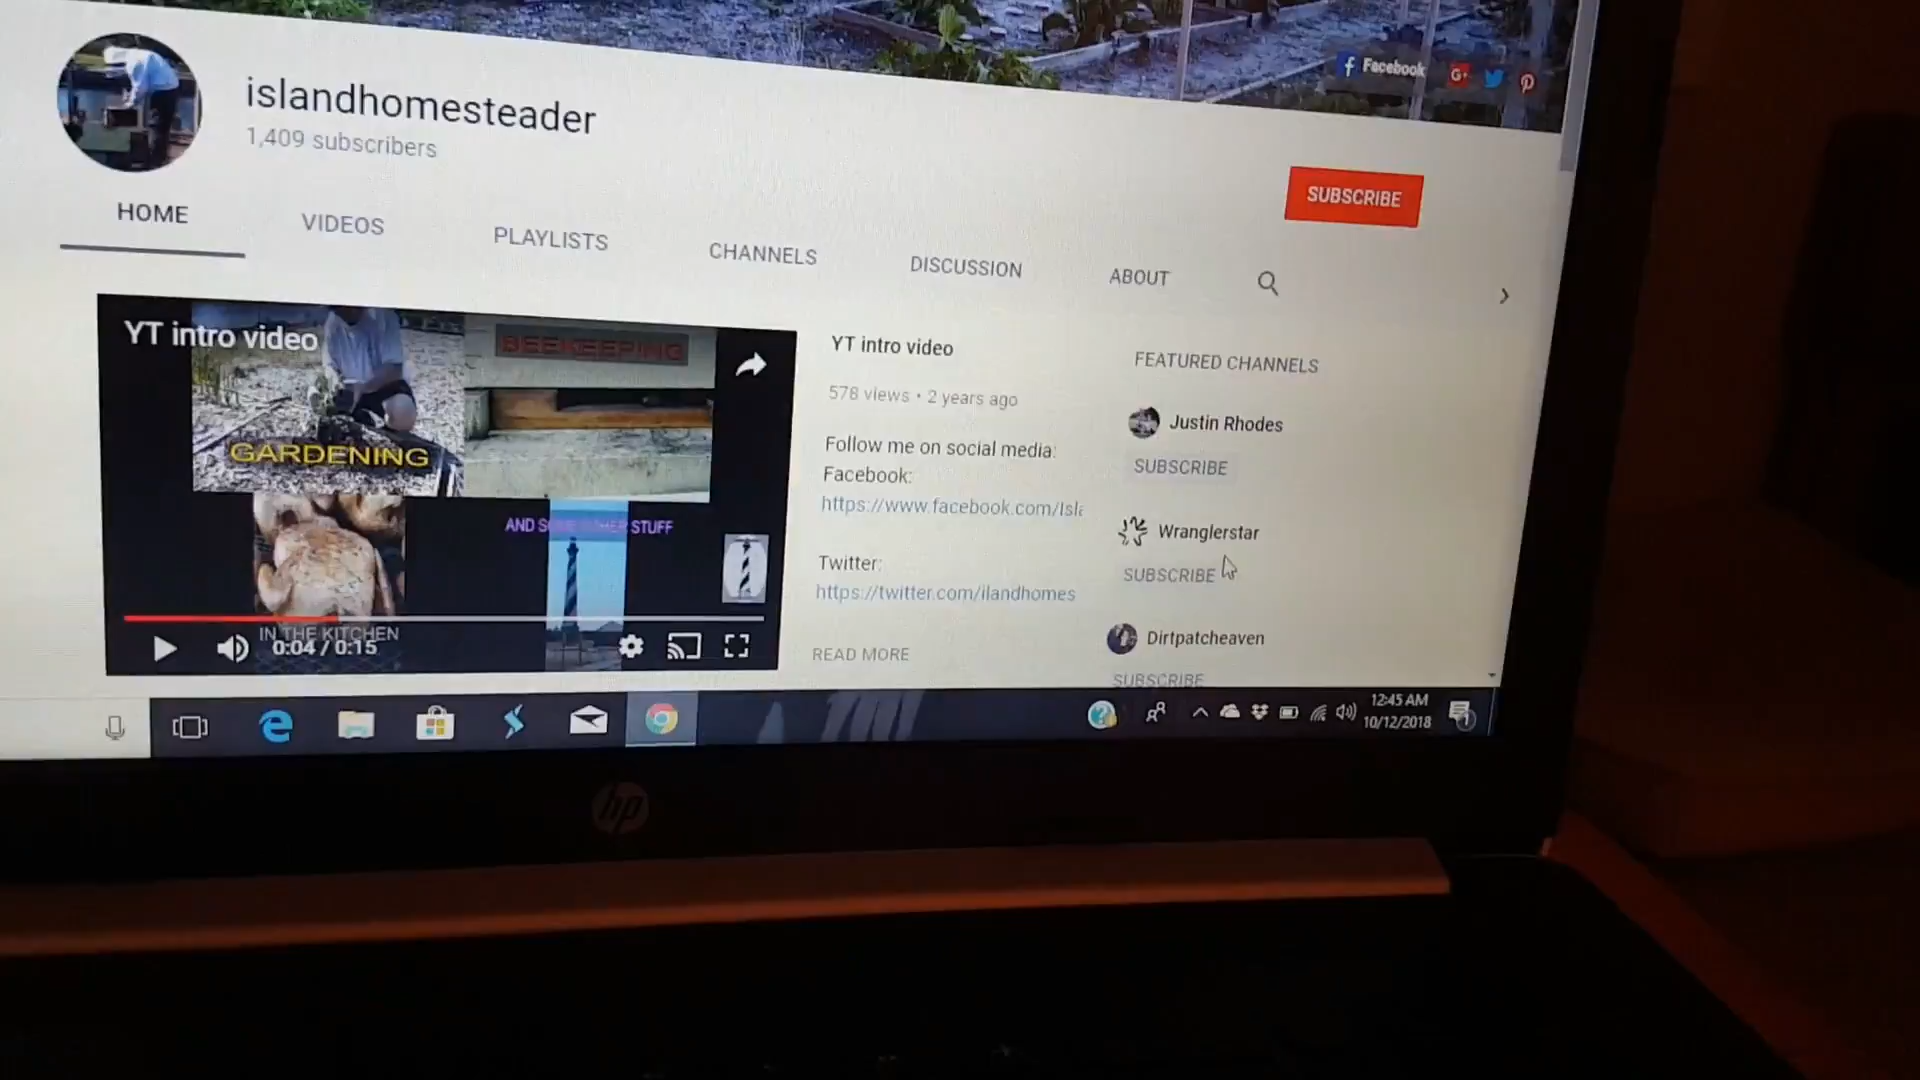 Facebook
G+
islandhomesteader
1,409 subscribers
SUBSCRIBE
HOME
VIDEOS
PLAYLISTS
CHANNELS
DISCUSSION
ABOUT
YT intro video
BEEKEEPING
GARDENING
AND SOME OTHER STUFF
IN THE KITCHEN
0:04 / 0:15
YT intro video
578 views • 2 years ago
Follow me on social media:
Facebook:
https://www.facebook.com/Isla
Twitter:
https://twitter.com/ilandhomes
READ MORE
FEATURED CHANNELS
Justin Rhodes
SUBSCRIBE
Wranglerstar
SUBSCRIBE
Dirtpatcheaven
SUBSCRIBE
12:45 AM
10/12/2018
1
hp